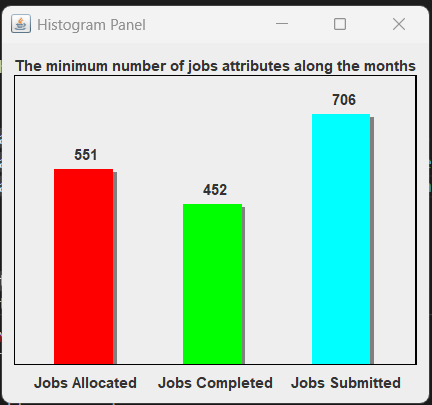 Histogram Panel
The minimum number of jobs attributes along the months
706
551
452
Jobs Allocated Jobs Completed Jobs Submitted